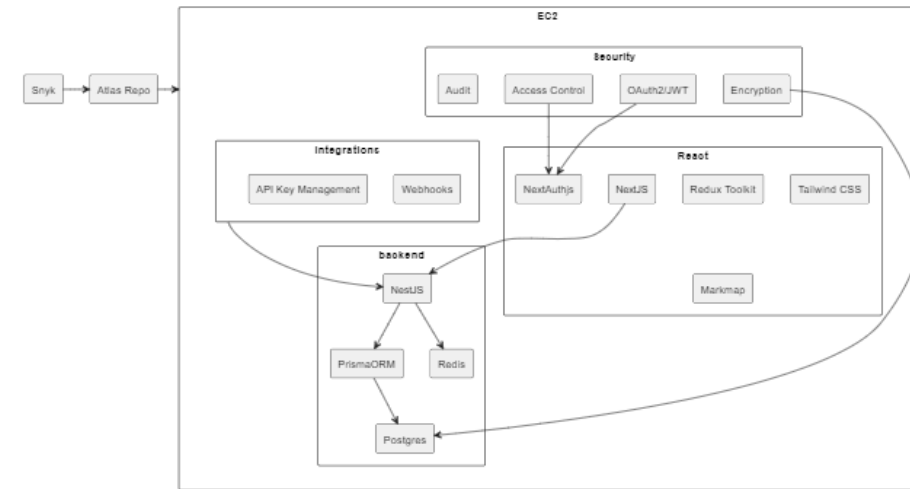 EC2
Security
Snyk
Atlas Repo
Audit
Access Control
OAuth2/JWT
Encryption
Integrations
React
API Key Management
Webhooks
NextAuthjs
NextJS
Redux Toolkit
Tailwind CSS
backend
NestJS
Markmap
PrismaORM
Redis
Postgres